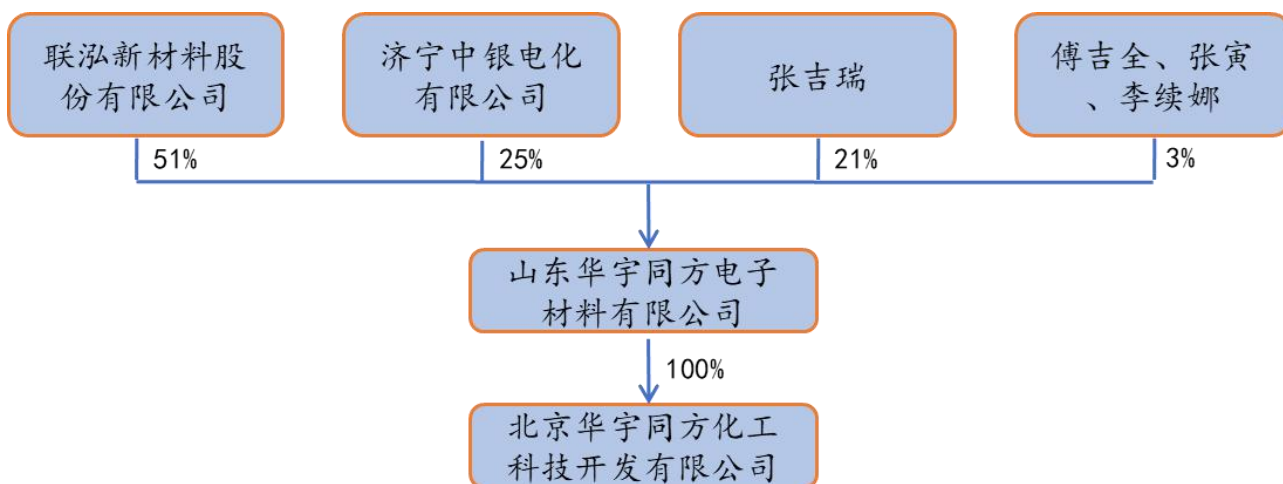 联泓新材料股
份有限公司
济宁中银电化
有限公司
张吉瑞
傅吉全、张寅
、李续娜
51%
25%
21%
3%
山东华宇同方电子
材料有限公司
100%
北京华宇同方化工
科技开发有限公司